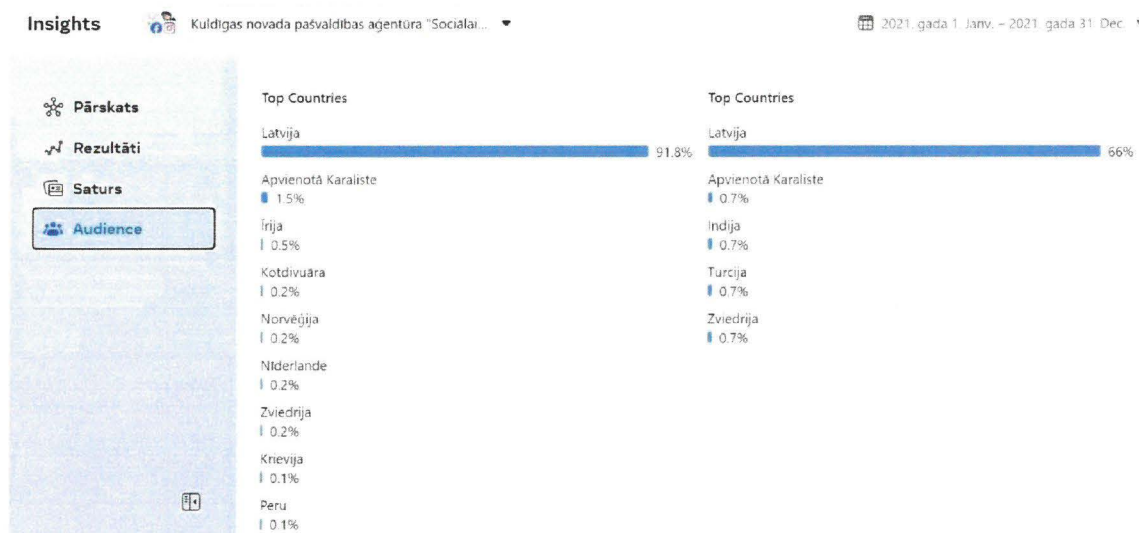 Insights
Kuldīgas novada pašvaldības aģentūra "Sociālai...
2021. gada 1. Janv. – 2021. gada 31. Dec.
Pārskats
Rezultāti
Saturs
Audience
Top Countries
Latvija
91.8%
Apvienotā Karaliste
1.5%
Īrija
0.5%
Kotdivuāra
0.2%
Norvēģija
0.2%
Nīderlande
0.2%
Zviedrija
0.2%
Krievija
0.1%
Peru
0.1%
Top Countries
Latvija
66%
Apvienotā Karaliste
0.7%
Indija
0.7%
Turcija
0.7%
Zviedrija
0.7%